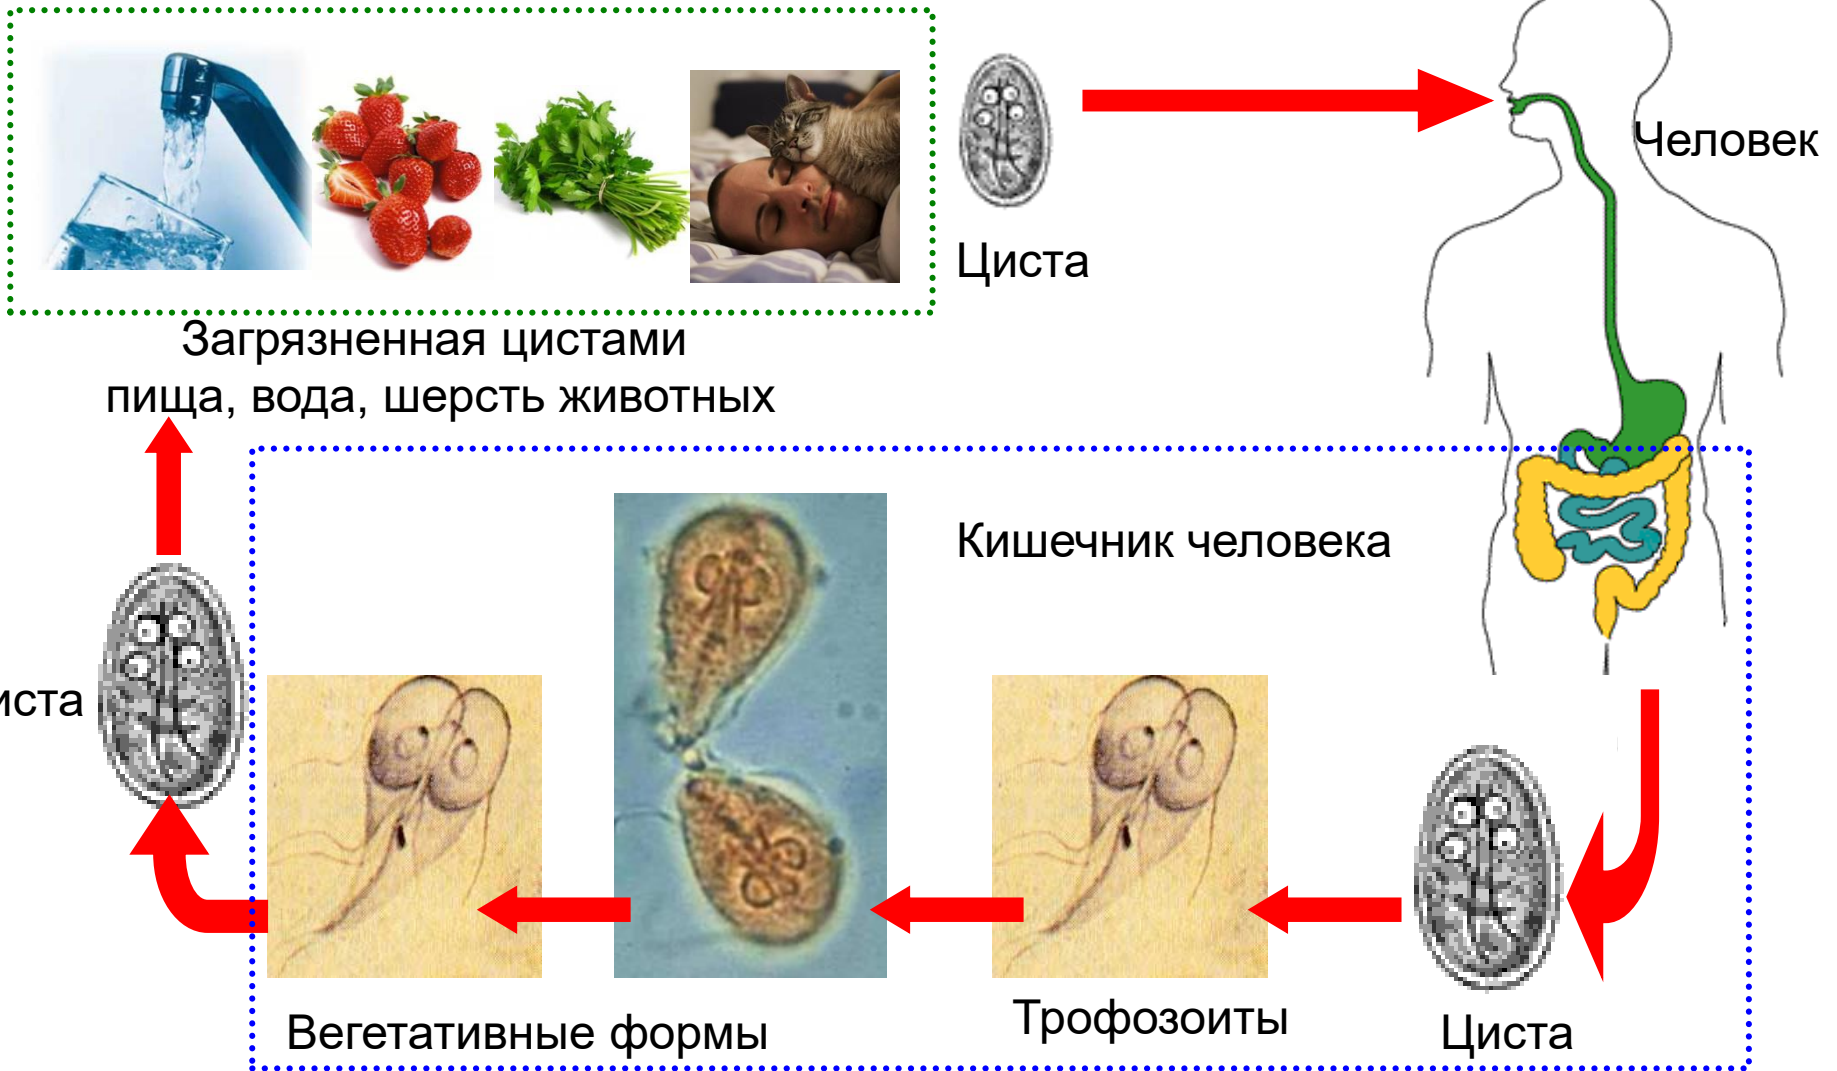 Человек
Циста
Загрязненная цистами
пища, вода, шерсть животных
Кишечник человека
иста
Вегетативные формы
Трофозоиты
Циста